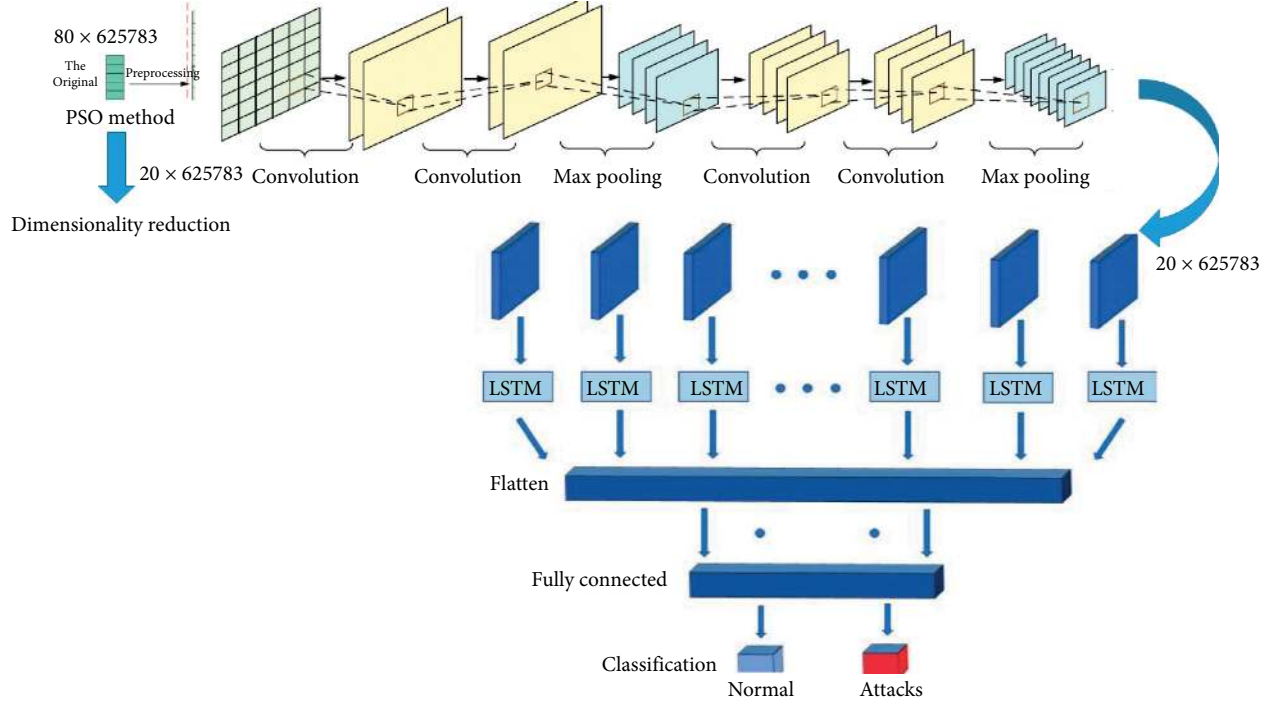 80 × 625783
The
Original
Preprocessing
PSO method
20 × 625783
Dimensionality reduction
Convolution
Convolution
Max pooling
Convolution
Convolution
Max pooling
20 × 625783
LSTM
LSTM
LSTM
LSTM
LSTM
LSTM
Flatten
Fully connected
Classification
Normal
Attacks